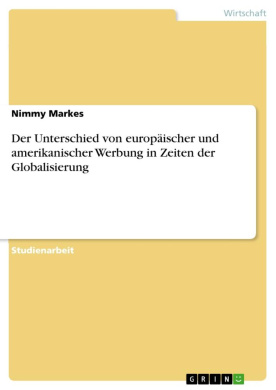 Wirtschaft
Nimmy Markes
Der Unterschied von europäischer und
amerikanischer Werbung in Zeiten der
Globalisierung
Studienarbeit
GRIN